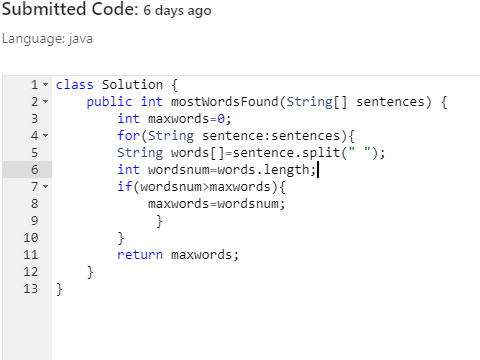 Submitted Code: 6 days ago
Language: java
1 class Solution {
2 public int mostWordsFound(String[] sentences) {
3 int maxwords=0;
4 for(String sentence:sentences){
5 String words[]=sentence.split(" ");
6 int wordsnum=words.length;
7 if(wordsnum>maxwords){
8 maxwords=wordsnum;
9 }
10 }
11 return maxwords;
12 }
13 }